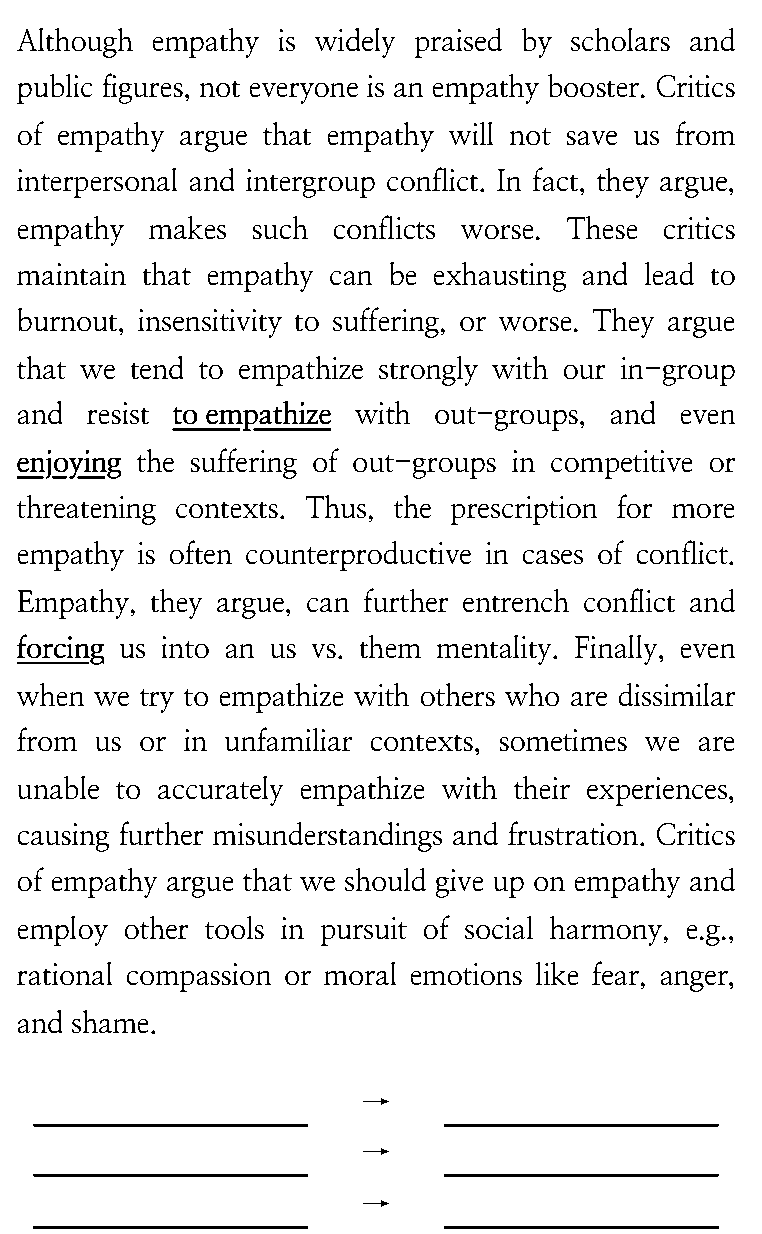 Although empathy is widely praised by scholars and
public figures, not everyone is an empathy booster. Critics
of empathy argue that empathy will not save us from
interpersonal and intergroup conflict. In fact, they argue,
empathy makes such conflicts worse. These critics
maintain that empathy can be exhausting and lead to
burnout, insensitivity to suffering, or worse. They argue
that we tend to empathize strongly with our in-group
and resist to empathize with out-groups, and even
enjoying the suffering of out-groups in competitive or
threatening contexts. Thus, the prescription for more
empathy is often counterproductive in cases of conflict.
Empathy, they argue, can further entrench conflict and
forcing us into an us vs. them mentality. Finally, even
when we try to empathize with others who are dissimilar
from us or in unfamiliar contexts, sometimes we are
unable to accurately empathize with their experiences,
causing further misunderstandings and frustration. Critics
of empathy argue that we should give up on empathy and
employ other tools in pursuit of social harmony, e.g.,
rational compassion or moral emotions like fear, anger,
and shame.
→
→
→